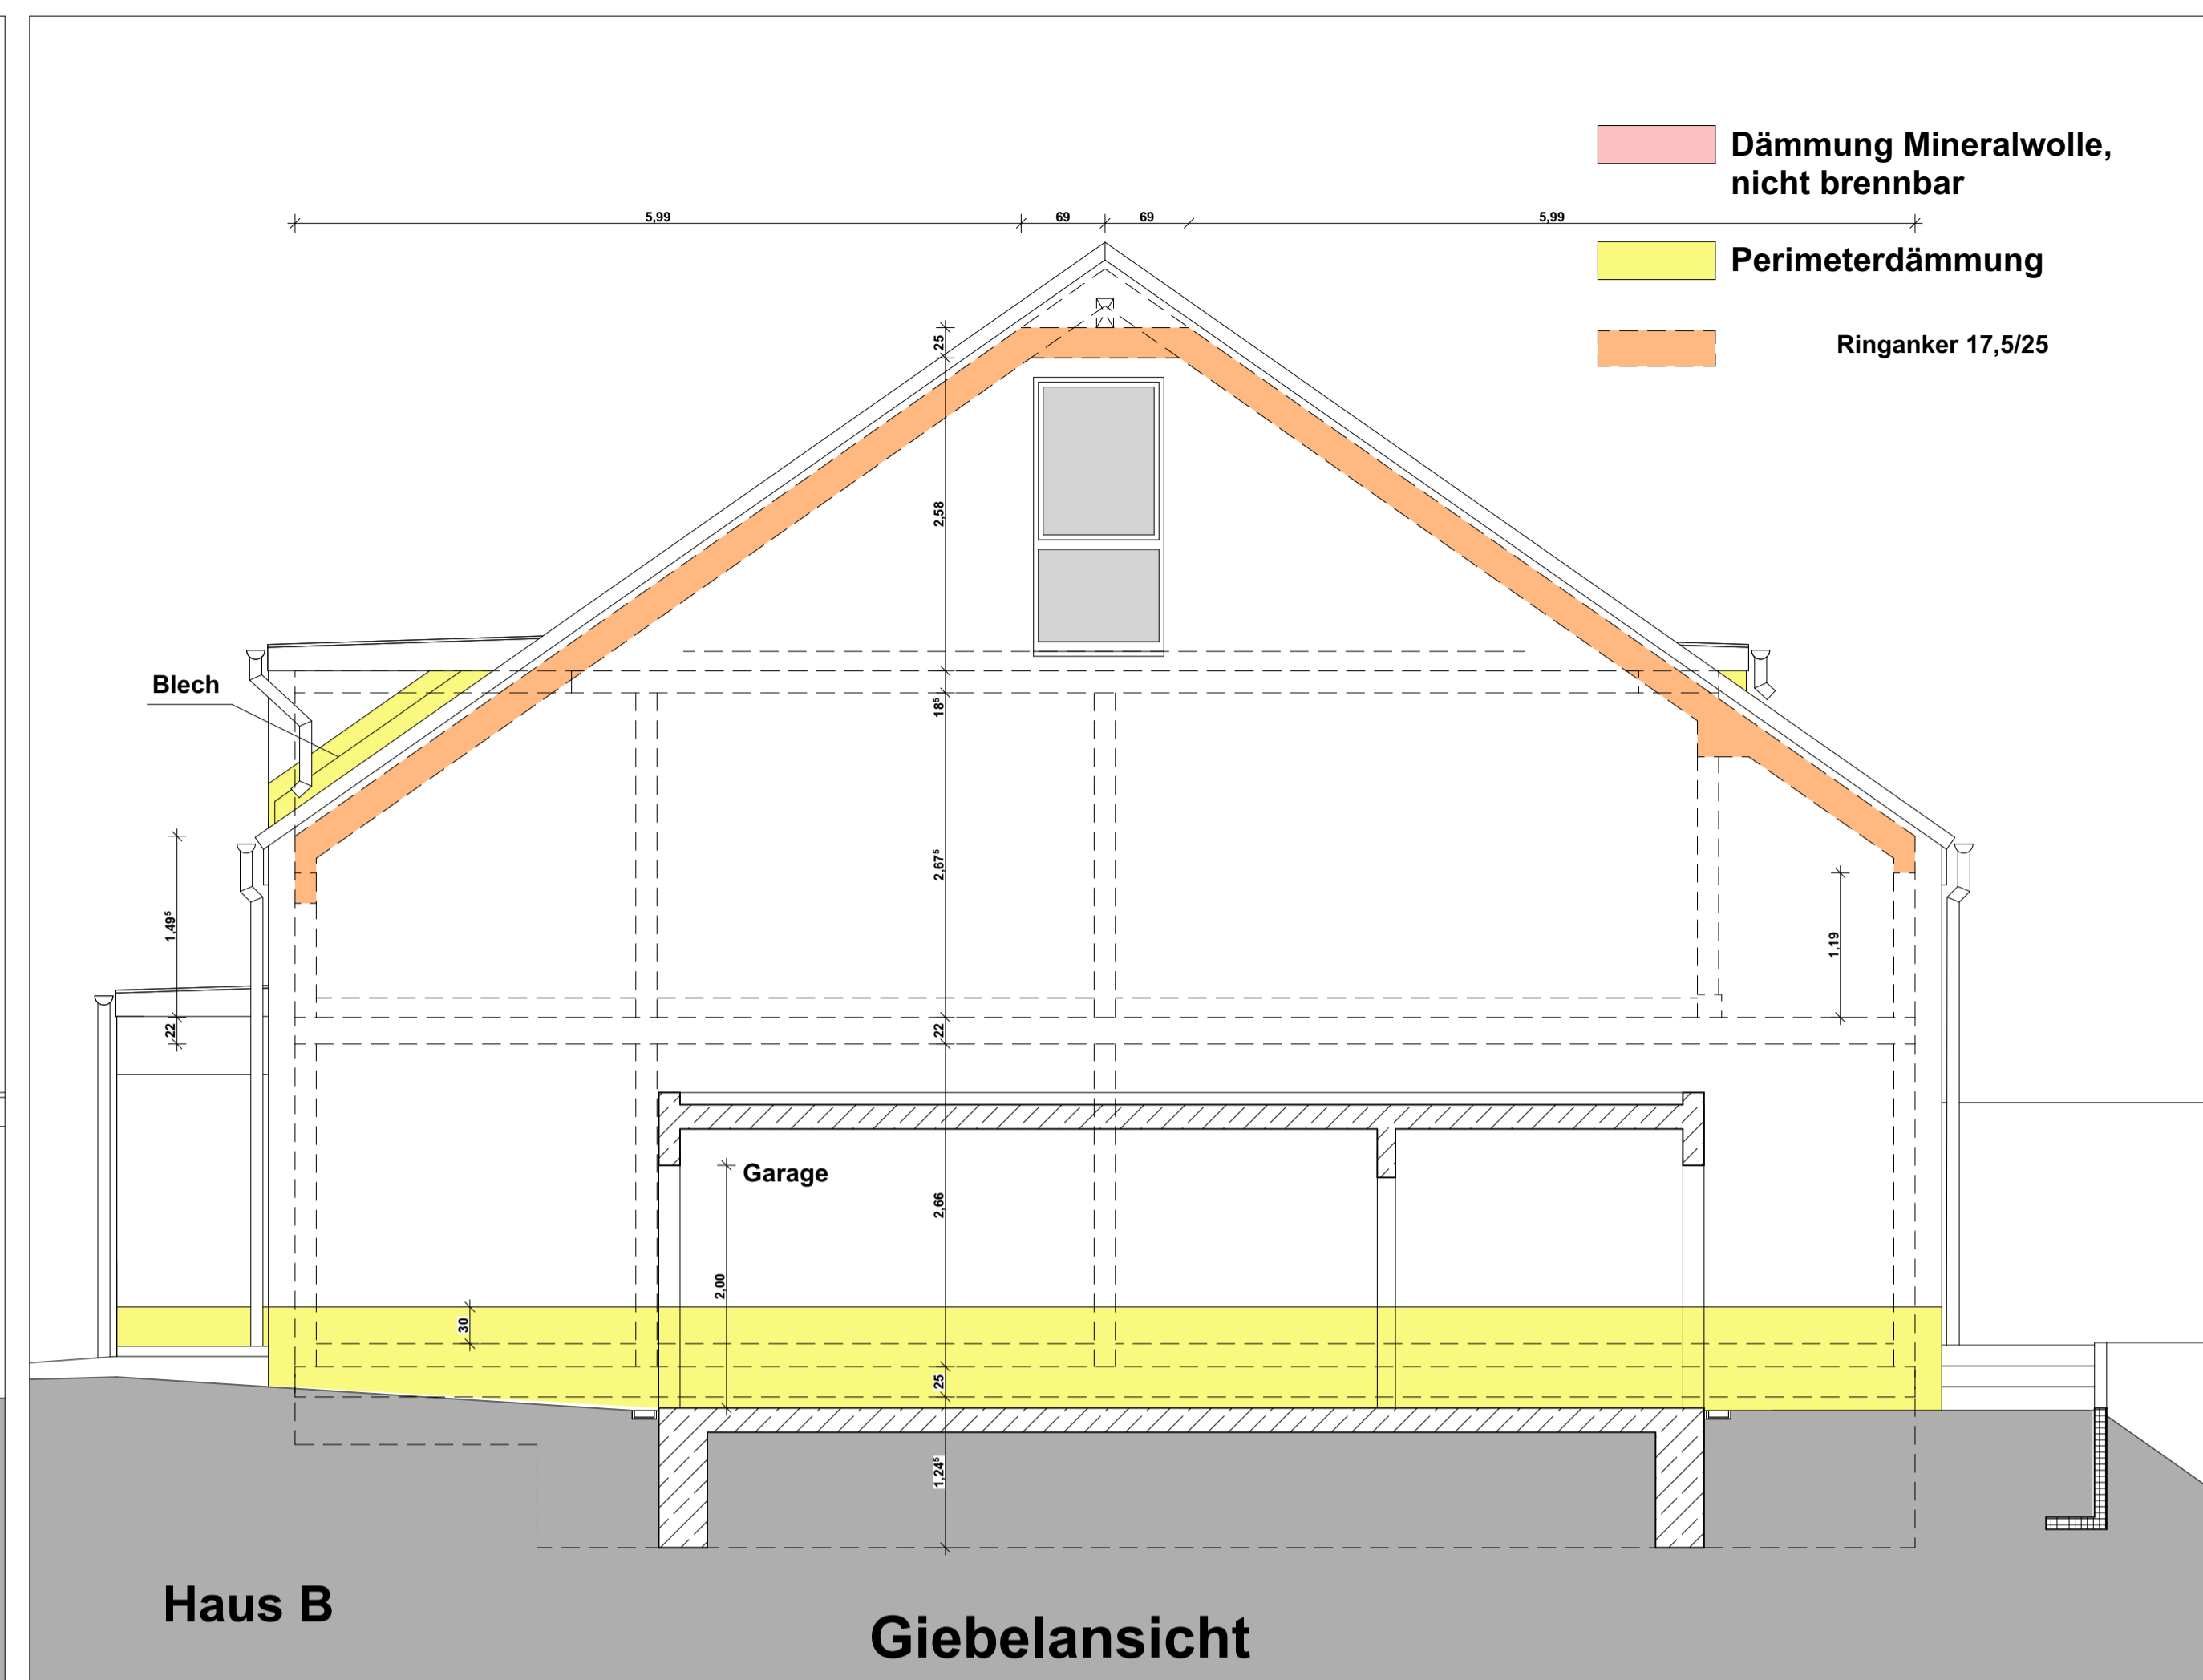 Dämmung Mineralwolle,
nicht brennbar
Perimeterdämmung
Ringanker 17,5/25
5,99
69
69
5,99
25
2,58
Blech
18⁵
2,67⁵
1,49⁵
1,19
22
22
Garage
2,66
2,00
30
25
1,24⁵
Haus B
Giebelansicht